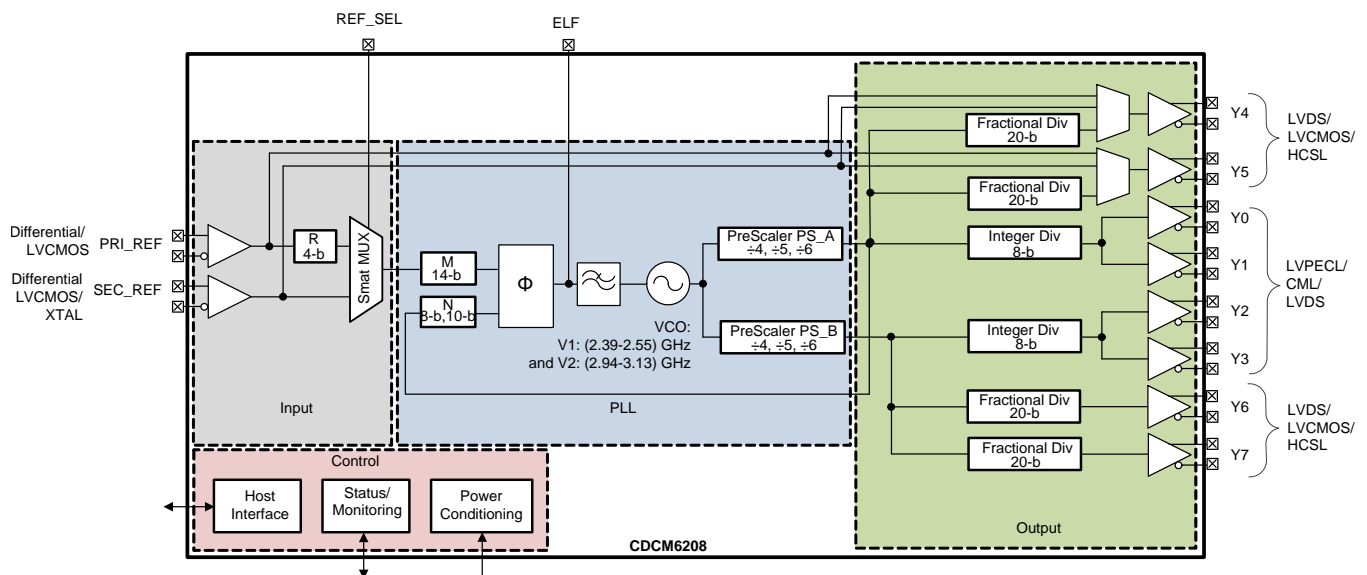 REF_SEL
ELF
Differential/
LVCMOS
PRI_REF
Differential
LVCMOS/
XTAL
SEC_REF
R
4-b
Smat MUX
Input
M
14-b
N
8-b,10-b
Φ
VCO:
V1: (2.39-2.55) GHz
and V2: (2.94-3.13) GHz
PreScaler PS_A
÷4, ÷5, ÷6
PreScaler PS_B
÷4, ÷5, ÷6
PLL
Fractional Div
20-b
Fractional Div
20-b
Integer Div
8-b
Integer Div
8-b
Fractional Div
20-b
Fractional Div
20-b
Output
Y4
Y5
Y0
Y1
Y2
Y3
Y6
Y7
LVDS/
LVCMOS/
HCSL
LVPECL/
CML/
LVDS
LVDS/
LVCMOS/
HCSL
Control
Host
Interface
Status/
Monitoring
Power
Conditioning
CDCM6208